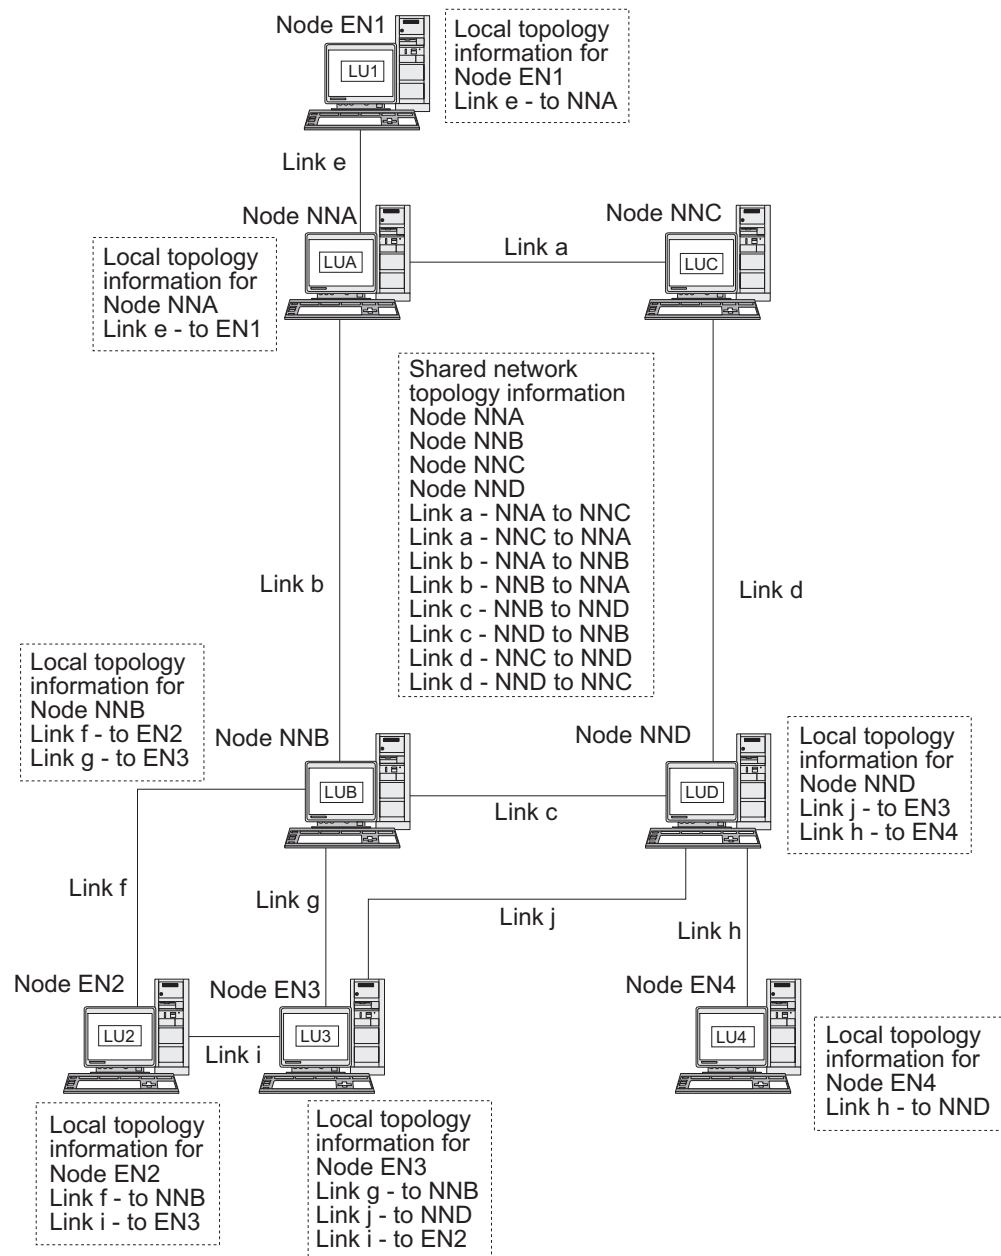 Node EN1
LU1
Local topology
information for
Node EN1
Link e - to NNA
Link e
Node NNA
LUA
Local topology
information for
Node NNA
Link e - to EN1
Link a
Node NNC
LUC
Shared network
topology information
Node NNA
Node NNB
Node NNC
Node NND
Link a - NNA to NNC
Link a - NNC to NNA
Link b - NNA to NNB
Link b - NNB to NNA
Link c - NNB to NND
Link c - NND to NNB
Link d - NNC to NND
Link d - NND to NNC
Link b
Link d
Local topology
information for
Node NNB
Link f - to EN2
Link g - to EN3
Node NNB
LUB
Link c
Node NND
LUD
Local topology
information for
Node NND
Link j - to EN3
Link h - to EN4
Link f
Link g
Link j
Link h
Node EN2
LU2
Link i
Node EN3
LU3
Node EN4
LU4
Local topology
information for
Node EN4
Link h - to NND
Local topology
information for
Node EN2
Link f - to NNB
Link i - to EN3
Local topology
information for
Node EN3
Link g - to NNB
Link j - to NND
Link i - to EN2